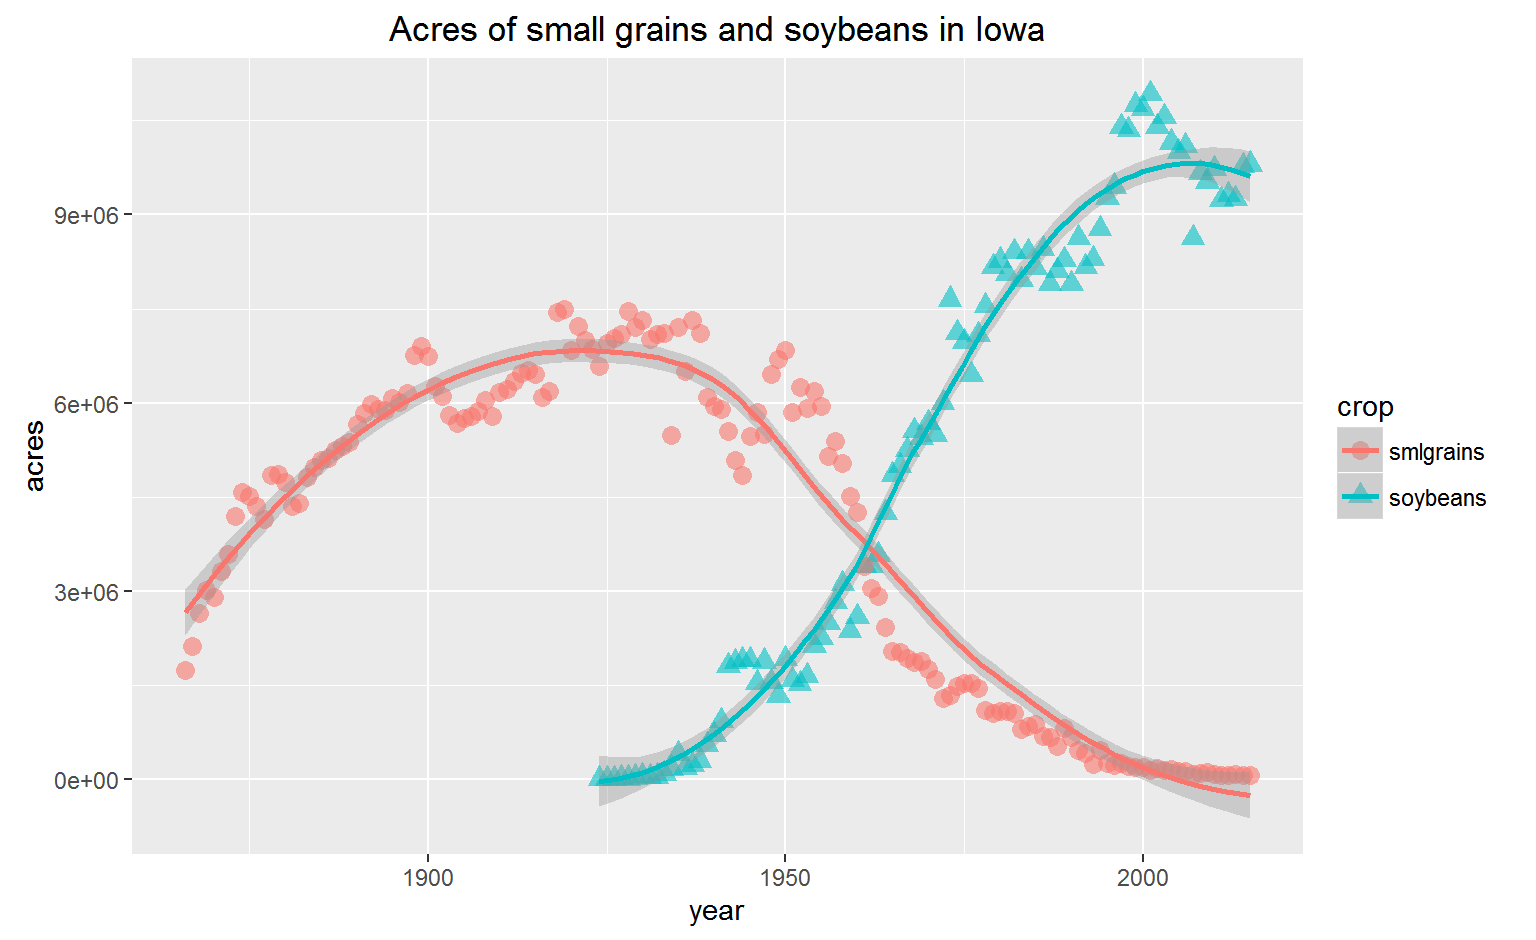 Acres of small grains and soybeans in Iowa
acres
9e+06
6e+06
3e+06
0e+00
1900 1950 2000
year
crop
smlgrains
soybeans